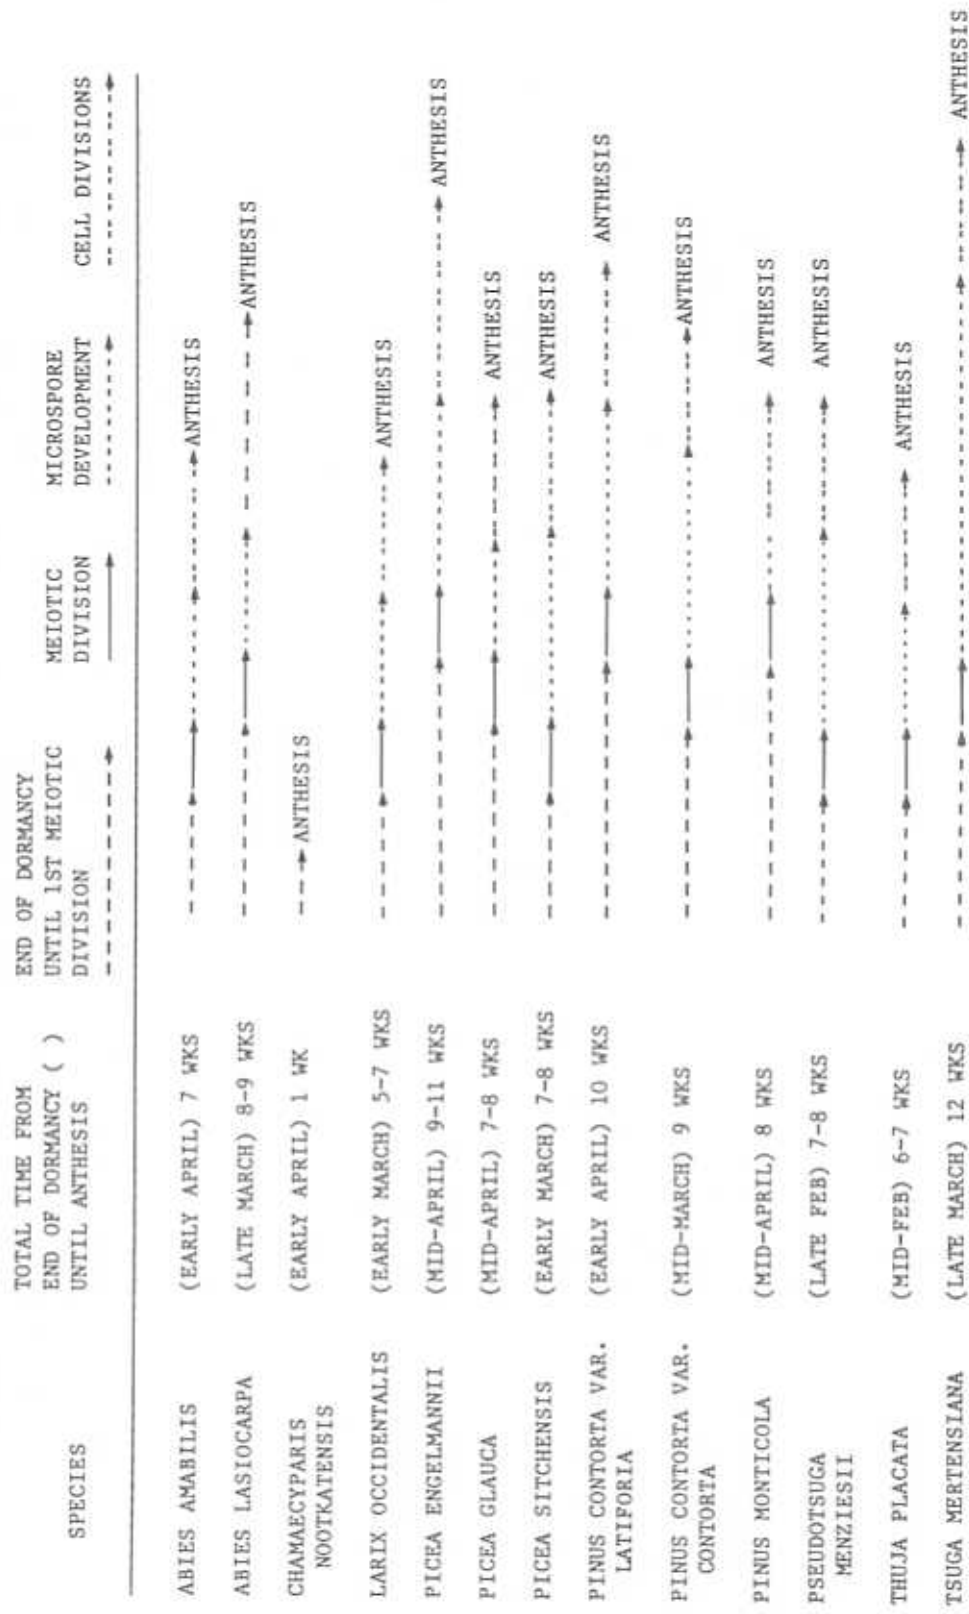 SPECIES
TOTAL TIME FROM
END OF DORMANCY ( )
UNTIL ANTHESIS
END OF DORMANCY
UNTIL 1ST MEIOTIC
DIVISION
MEIOTIC
DIVISION
MICROSPORE
DEVELOPMENT
CELL DIVISIONS
ABIES AMABILIS (EARLY APRIL) 7 WKS ANTHESIS
ABIES LASIOCARPA (LATE MARCH) 8-9 WKS ANTHESIS
CHAMAECYPARIS (EARLY APRIL) 1 WK ANTHESIS
NOOTKATENSIS
LARIX OCCIDENTALIS (EARLY MARCH) 5-7 WKS ANTHESIS
PICEA ENGELMANNII (MID-APRIL) 9-11 WKS ANTHESIS
PICEA GLAUCA (MID-APRIL) 7-8 WKS ANTHESIS
PICEA SITCHENSIS (EARLY MARCH) 7-8 WKS ANTHESIS
PINUS CONTORTA VAR. (EARLY APRIL) 10 WKS ANTHESIS
LATIFORIA
PINUS CONTORTA VAR. (MID-MARCH) 9 WKS ANTHESIS
CONTORTA
PINUS MONTICOLA (MID-APRIL) 8 WKS ANTHESIS
PSEUDOTSUGA (LATE FEB) 7-8 WKS ANTHESIS
MENZIESII
THUJA PLACATA (MID-FEB) 6-7 WKS ANTHESIS
TSUGA MERTENSIANA (LATE MARCH) 12 WKS ANTHESIS